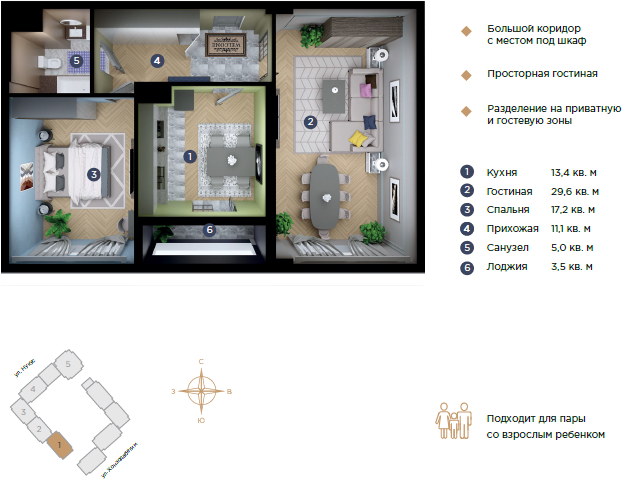 Большой коридор
с местом под шкаф
Просторная гостиная
Разделение на приватную
и гостевую зоны
1 Кухня 13,4 кв. м
2 Гостиная 29,6 кв. м
3 Спальня 17,2 кв. м
4 Прихожая 11,1 кв. м
5 Санузел 5,0 кв. м
6 Лоджия 3,5 кв. м
5
4
WELCOME
2
1
3
6
ул. Нукус
5
4
3
2
1
С
З
В
Ю
Подходит для пары
со взрослым ребенком